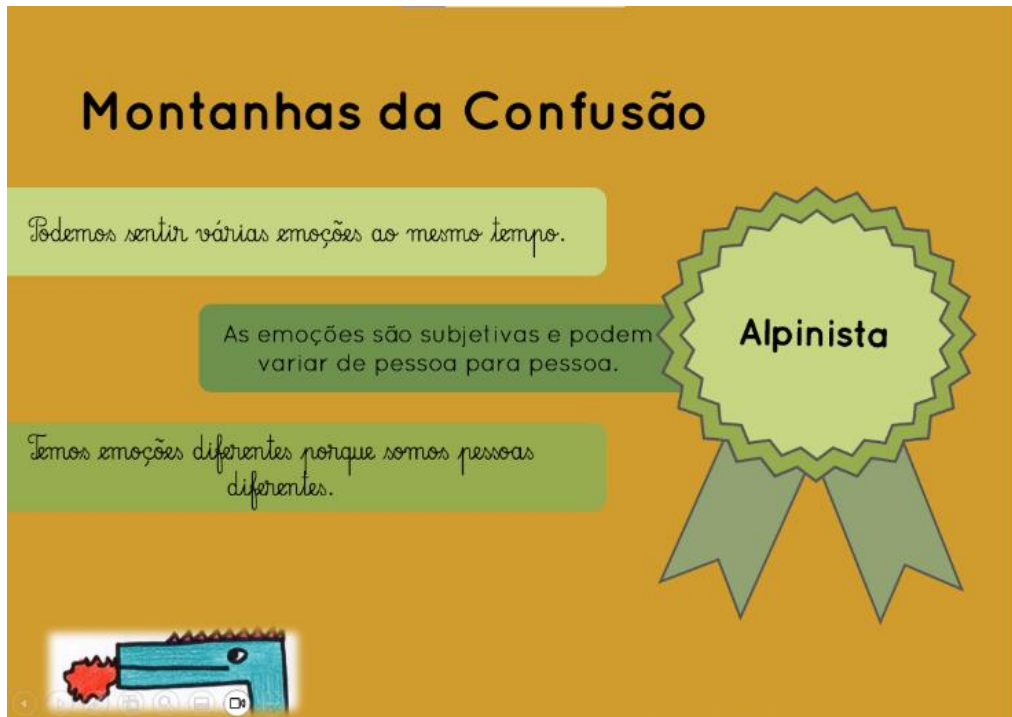 Montanhas da Confusão
Podemos sentir várias emoções ao mesmo tempo.
As emoções são subjetivas e podem
variar de pessoa para pessoa.
Alpinista
Temos emoções diferentes porque somos pessoas
diferentes.